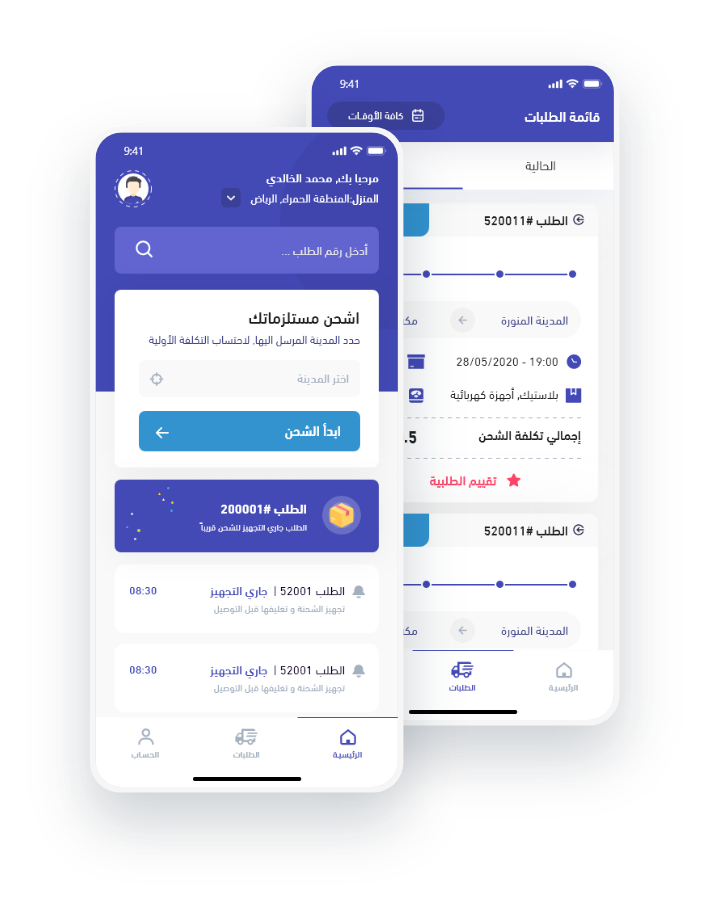 9:41
مرحبا بك, محمد الخالدي
المنزل:المنطقة الحمراء, الرياض
أدخل رقم الطلب ...
اشحن مستلزماتك
حدد المدينة المرسل اليها, لاحتساب التكلفة الأولية
اختر المدينة
ابدأ الشحن
الطلب #200001
الطلب جاري التجهيز للشحن قريباً
الطلب 52001 | جاري التجهيز
08:30
تجهيز الشحنة و تغليفها قبل التوصيل
الطلب 52001 | جاري التجهيز
08:30
تجهيز الشحنة و تغليفها قبل التوصيل
الرئيسية
الطلبات
الحساب
9:41
قائمة الطلبات
كافة الأوقات
الحالية
الطلب #520011
المدينة المنورة
مك
28/05/2020 - 19:00
بلاستيك, أجهزة كهربائية
إجمالي تكلفة الشحن
.5
تقييم الطلبية
الطلب #520011
المدينة المنورة
مك
الرئيسية
الطلبات